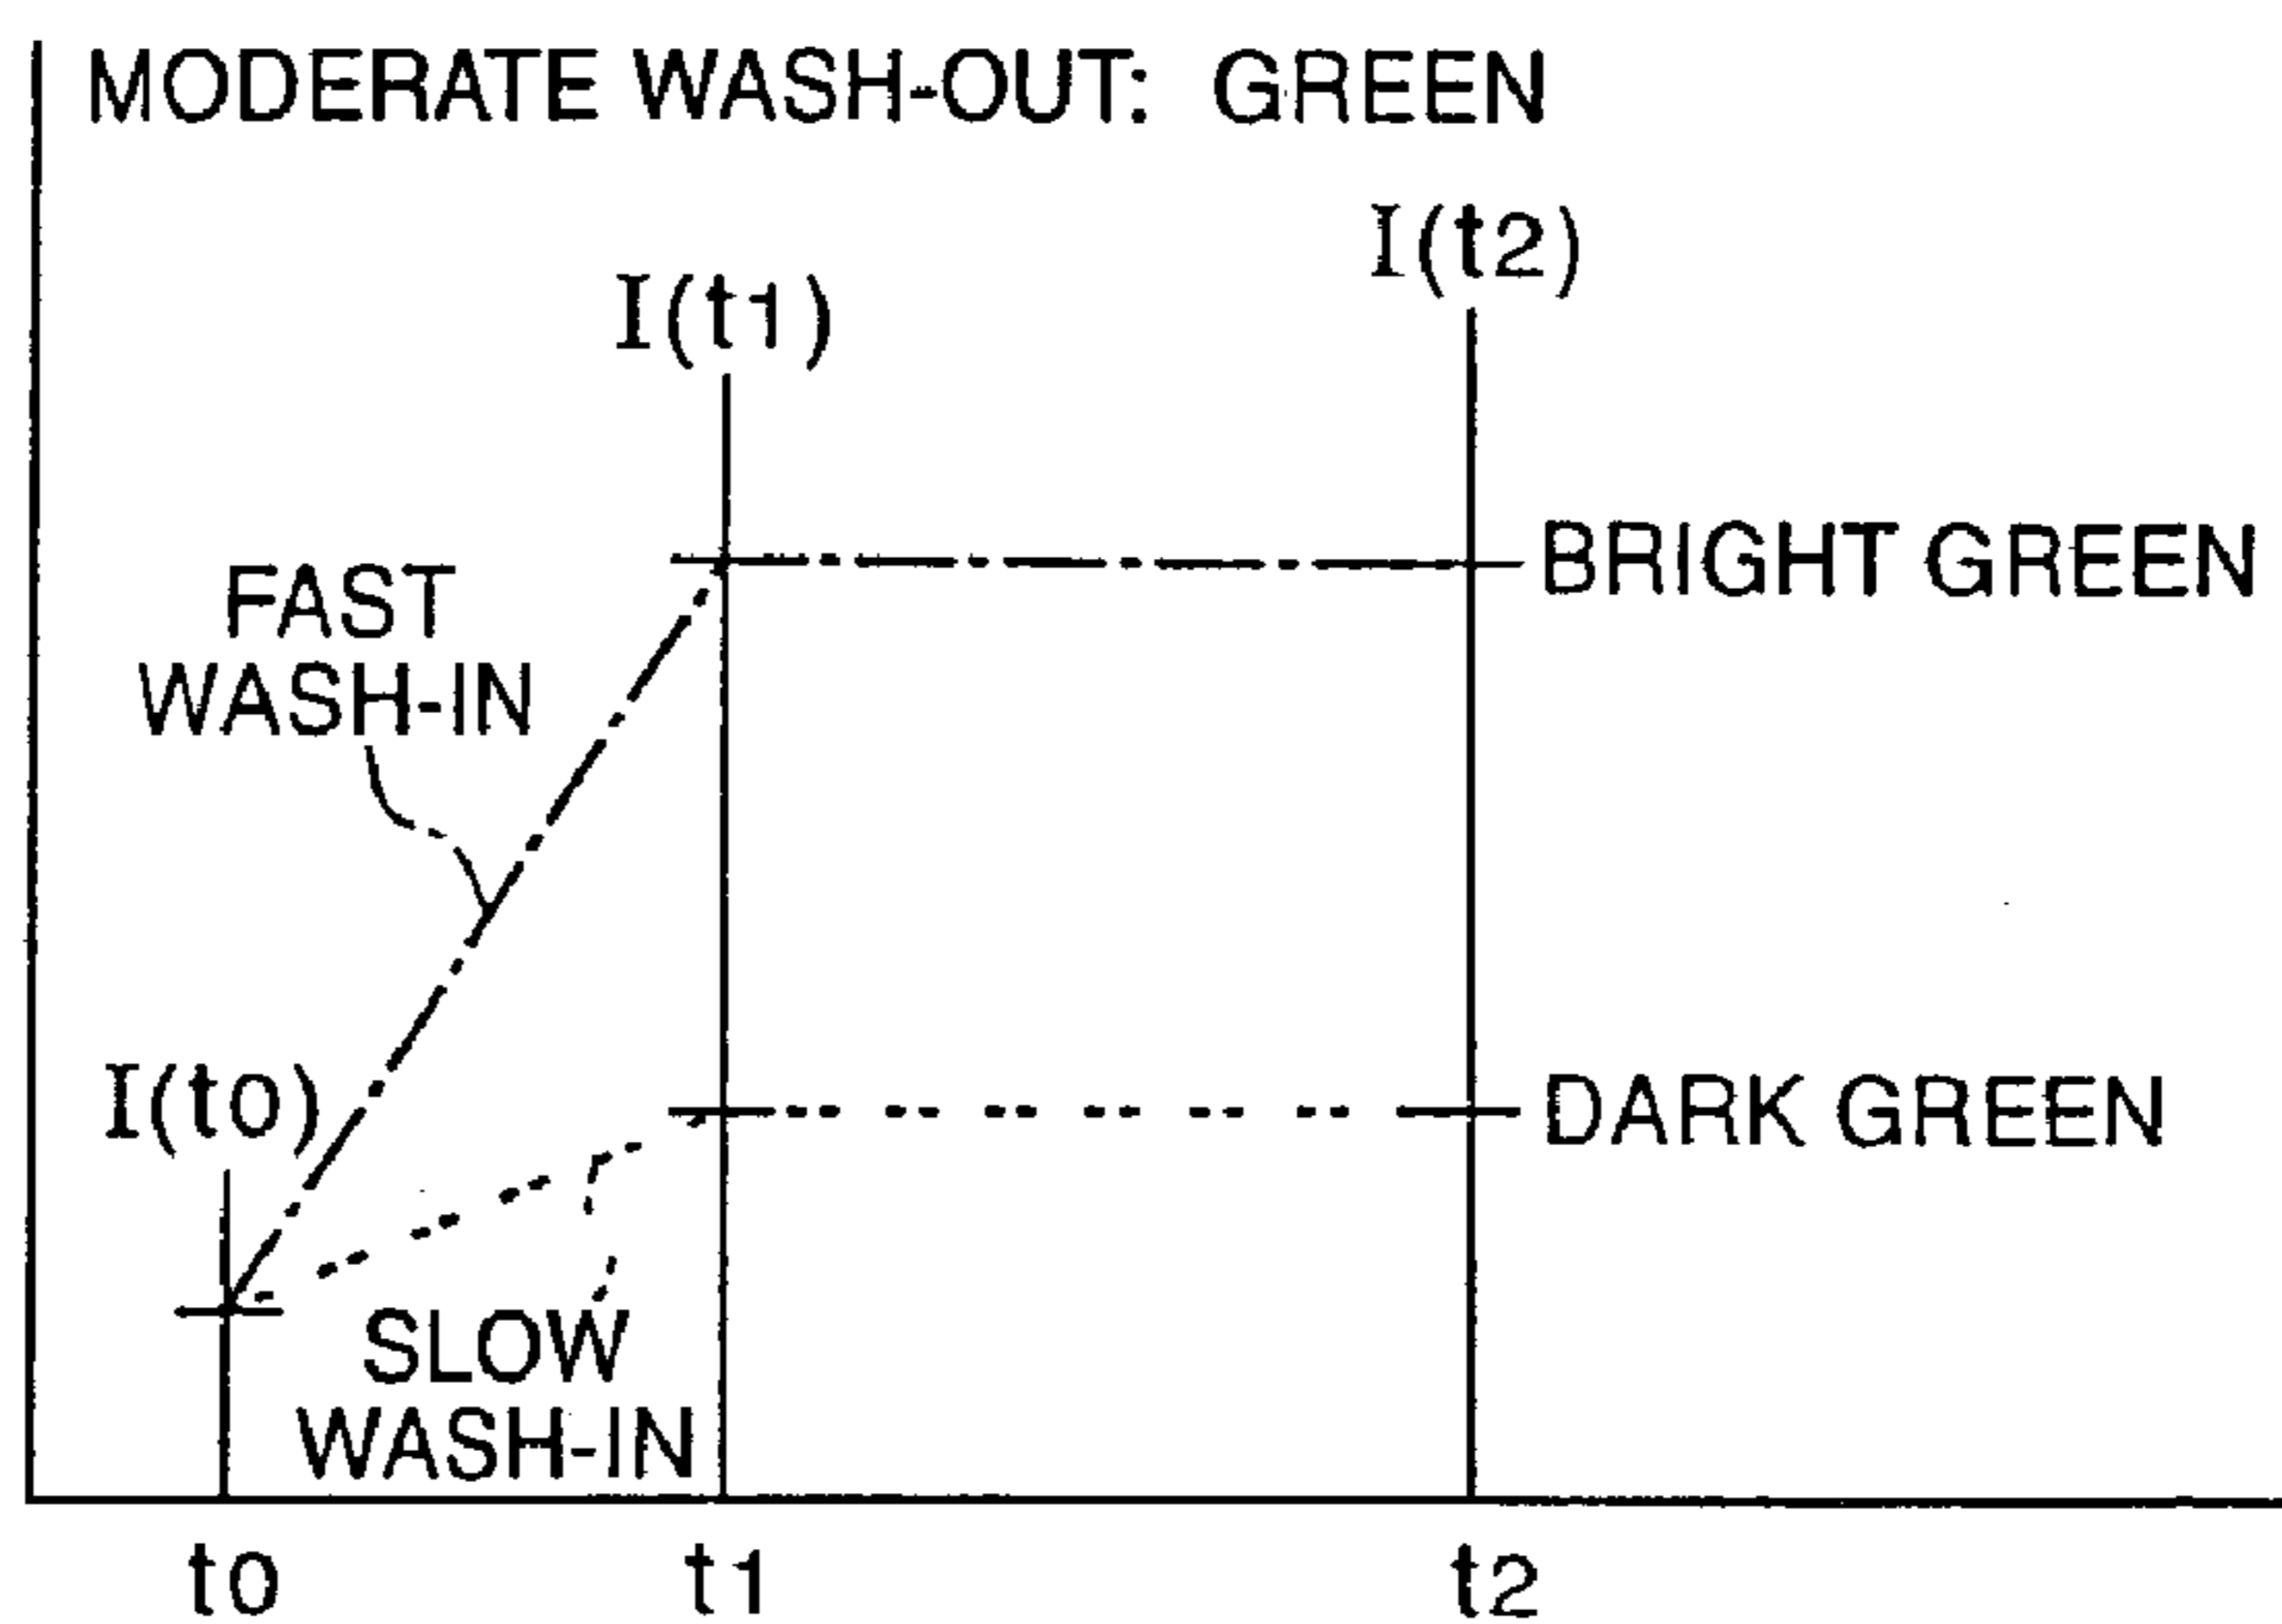 MODERATE WASH-OUT: GREEN
I(t2)
I(t1)
BRIGHT GREEN
FAST
WASH-IN
I(t0)
DARK GREEN
SLOW
WASH-IN
t0 t1 t2